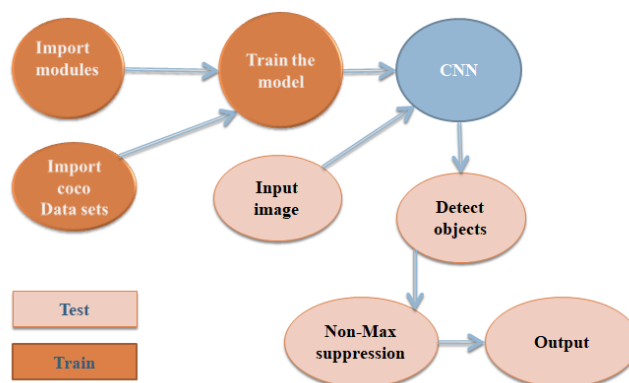 Import
modules
Train the
model
CNN
Import
coco
Data sets
Input
image
Detect
objects
Test
Non-Max
suppression
Output
Train